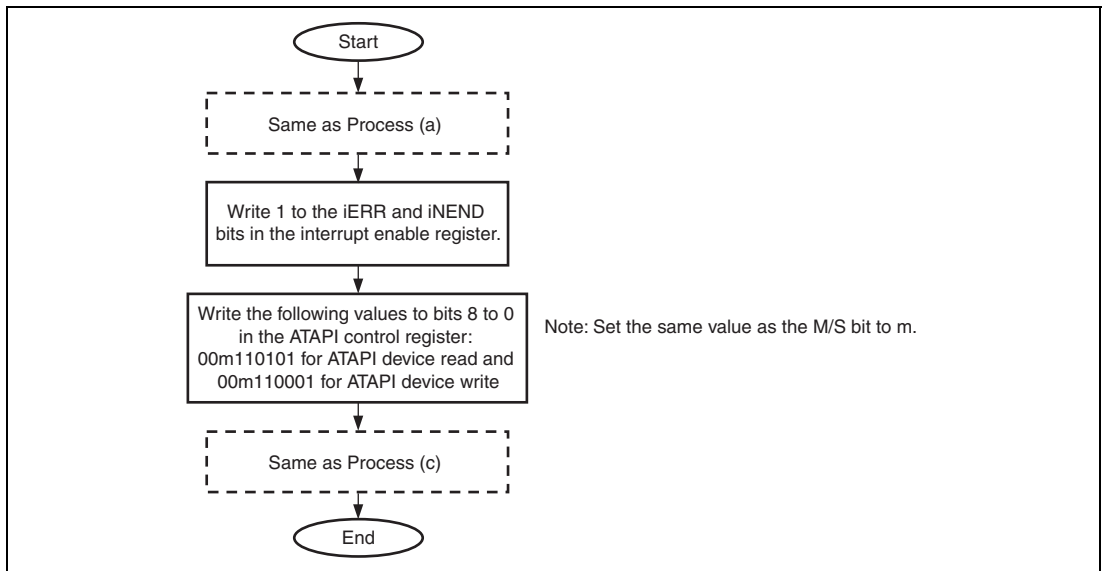 Start
Same as Process (a)
Write 1 to the iERR and iNEND
bits in the interrupt enable register.
Write the following values to bits 8 to 0
in the ATAPI control register:
00m110101 for ATAPI device read and
00m110001 for ATAPI device write
Note: Set the same value as the M/S bit to m.
Same as Process (c)
End